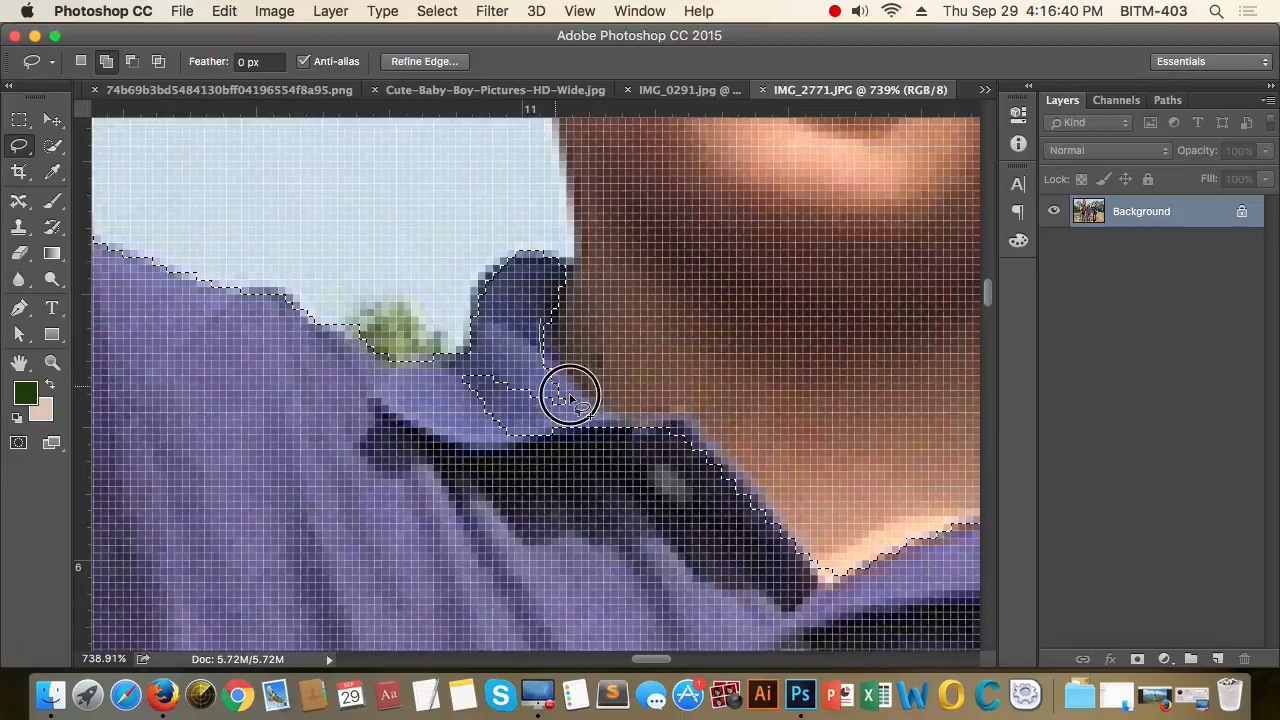 Photoshop CC File Edit Image Layer Type Select Filter 3D View Window Help Thu Sep 29 4:16:40 PM BITM-403
Adobe Photoshop CC 2015
Feather: 0 px Anti-alias Refine Edge... Essentials
74b69b3bd5484130bff04196554af8a95.png Cute-Baby-Boy-Pictures-HD-Wide.jpg IMG_0291.jpg @ ... IMG_2771.JPG @ 739% (RGB/8)
Layers Channels Paths
11
Kind
Normal Opacity: 100%
Lock: Fill: 100%
Background
6
738.91% Doc: 5.72M/5.72M